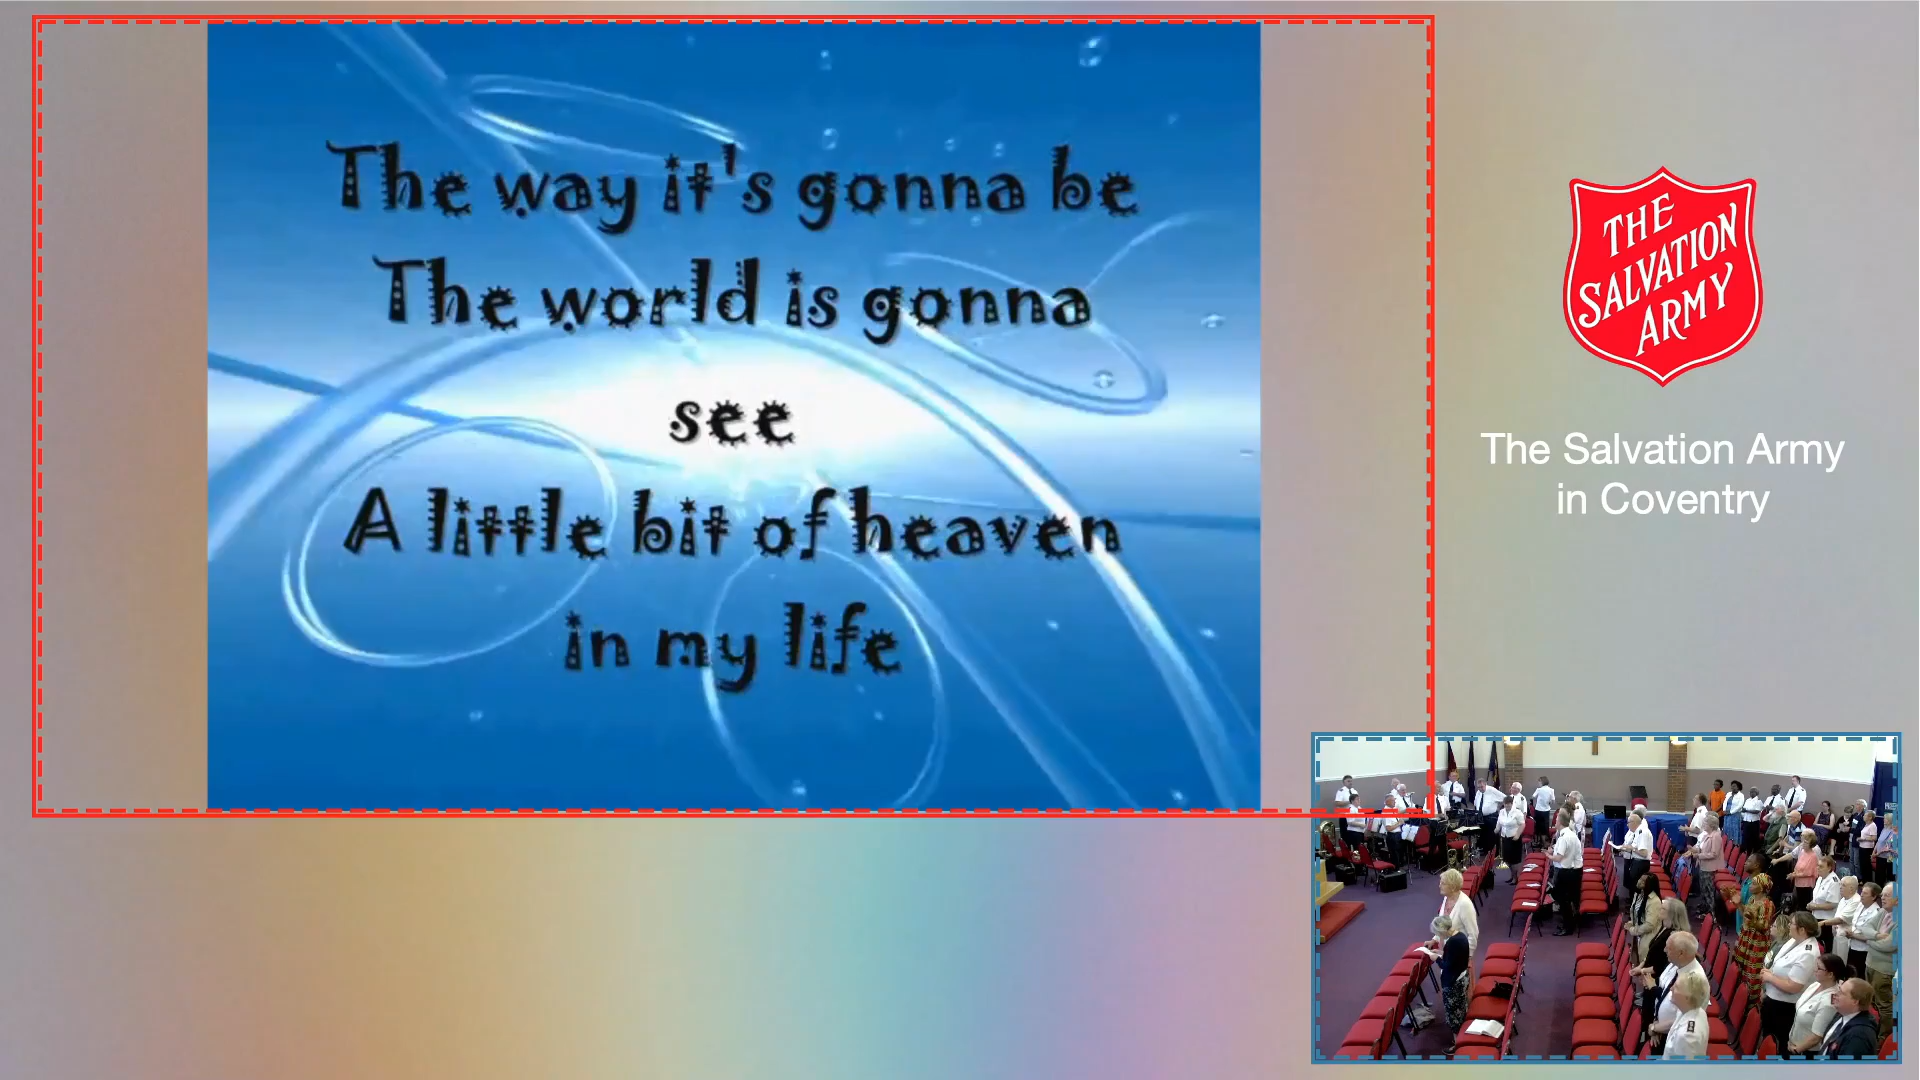 The way it's gonna be
The world is gonna
see
A little bit of heaven
in my life
THE
SALVATION
ARMY
The Salvation Army
in Coventry